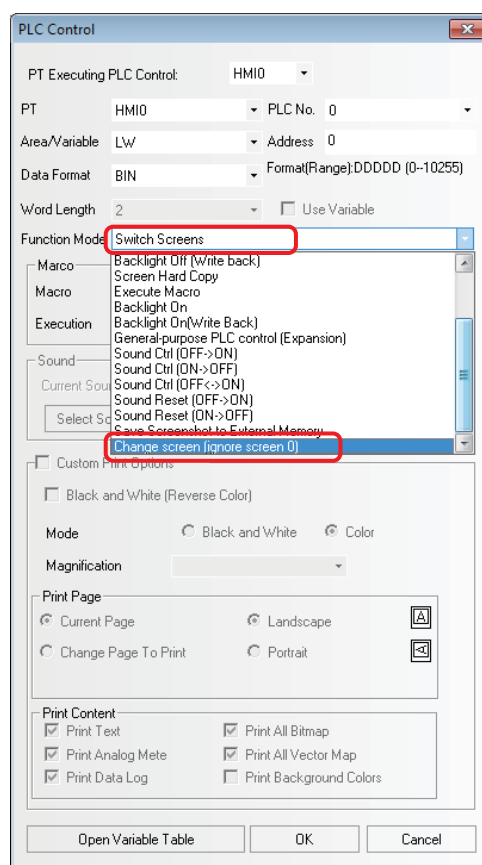 PLC Control
PT Executing PLC Control: HMI0
PT HMI0 PLC No. 0
Area/Variable LW Address 0
Data Format BIN Format(Range):DDDDD (0--10255)
Word Length 2 Use Variable
Function Mode Switch Screens
Backlight Off (Write back)
Marco
Screen Hard Copy
Macro Execute Macro
Backlight On
Execution Backlight On(Write Back)
General-purpose PLC control (Expansion)
Sound Sound Ctrl (OFF->ON)
Sound Ctrl (ON->OFF)
Current Sou Sound Ctrl (OFF<->ON)
Sound Reset (OFF->ON)
Select Sc Sound Reset (ON->OFF)
Save Screenshot to External Memory
Change screen (ignore screen 0)
Custom Print Options
Black and White (Reverse Color)
Mode Black and White Color
Magnification
Print Page
Current Page Landscape A
Change Page To Print Portrait A
Print Content
Print Text Print All Bitmap
Print Analog Mete Print All Vector Map
Print Data Log Print Background Colors
Open Variable Table OK Cancel